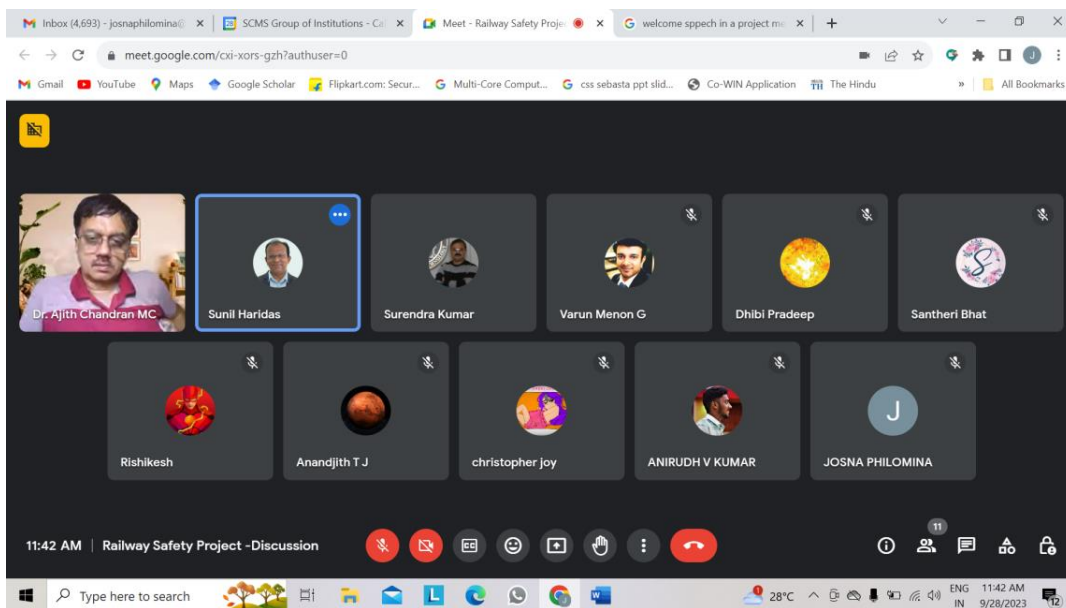 Inbox (4,693) - josnaphilomina@
SCMS Group of Institutions - Cal
Meet - Railway Safety Proje
welcome sppech in a project me
meet.google.com/cxi-xors-gzh?authuser=0
Gmail YouTube Maps Google Scholar Flipkart.com: Secur... Multi-Core Comput... css sebasta ppt slid... Co-WIN Application The Hindu » All Bookmarks
Dr. Ajith Chandran MC Sunil Haridas Surendra Kumar Varun Menon G Dhibi Pradeep Santheri Bhat
J
Rishikesh Anandjith T J christopher joy ANIRUDH V KUMAR JOSNA PHILOMINA
11
11:42 AM | Railway Safety Project -Discussion
Type here to search 28°C ENG 11:42 AM
IN 9/28/2023 12